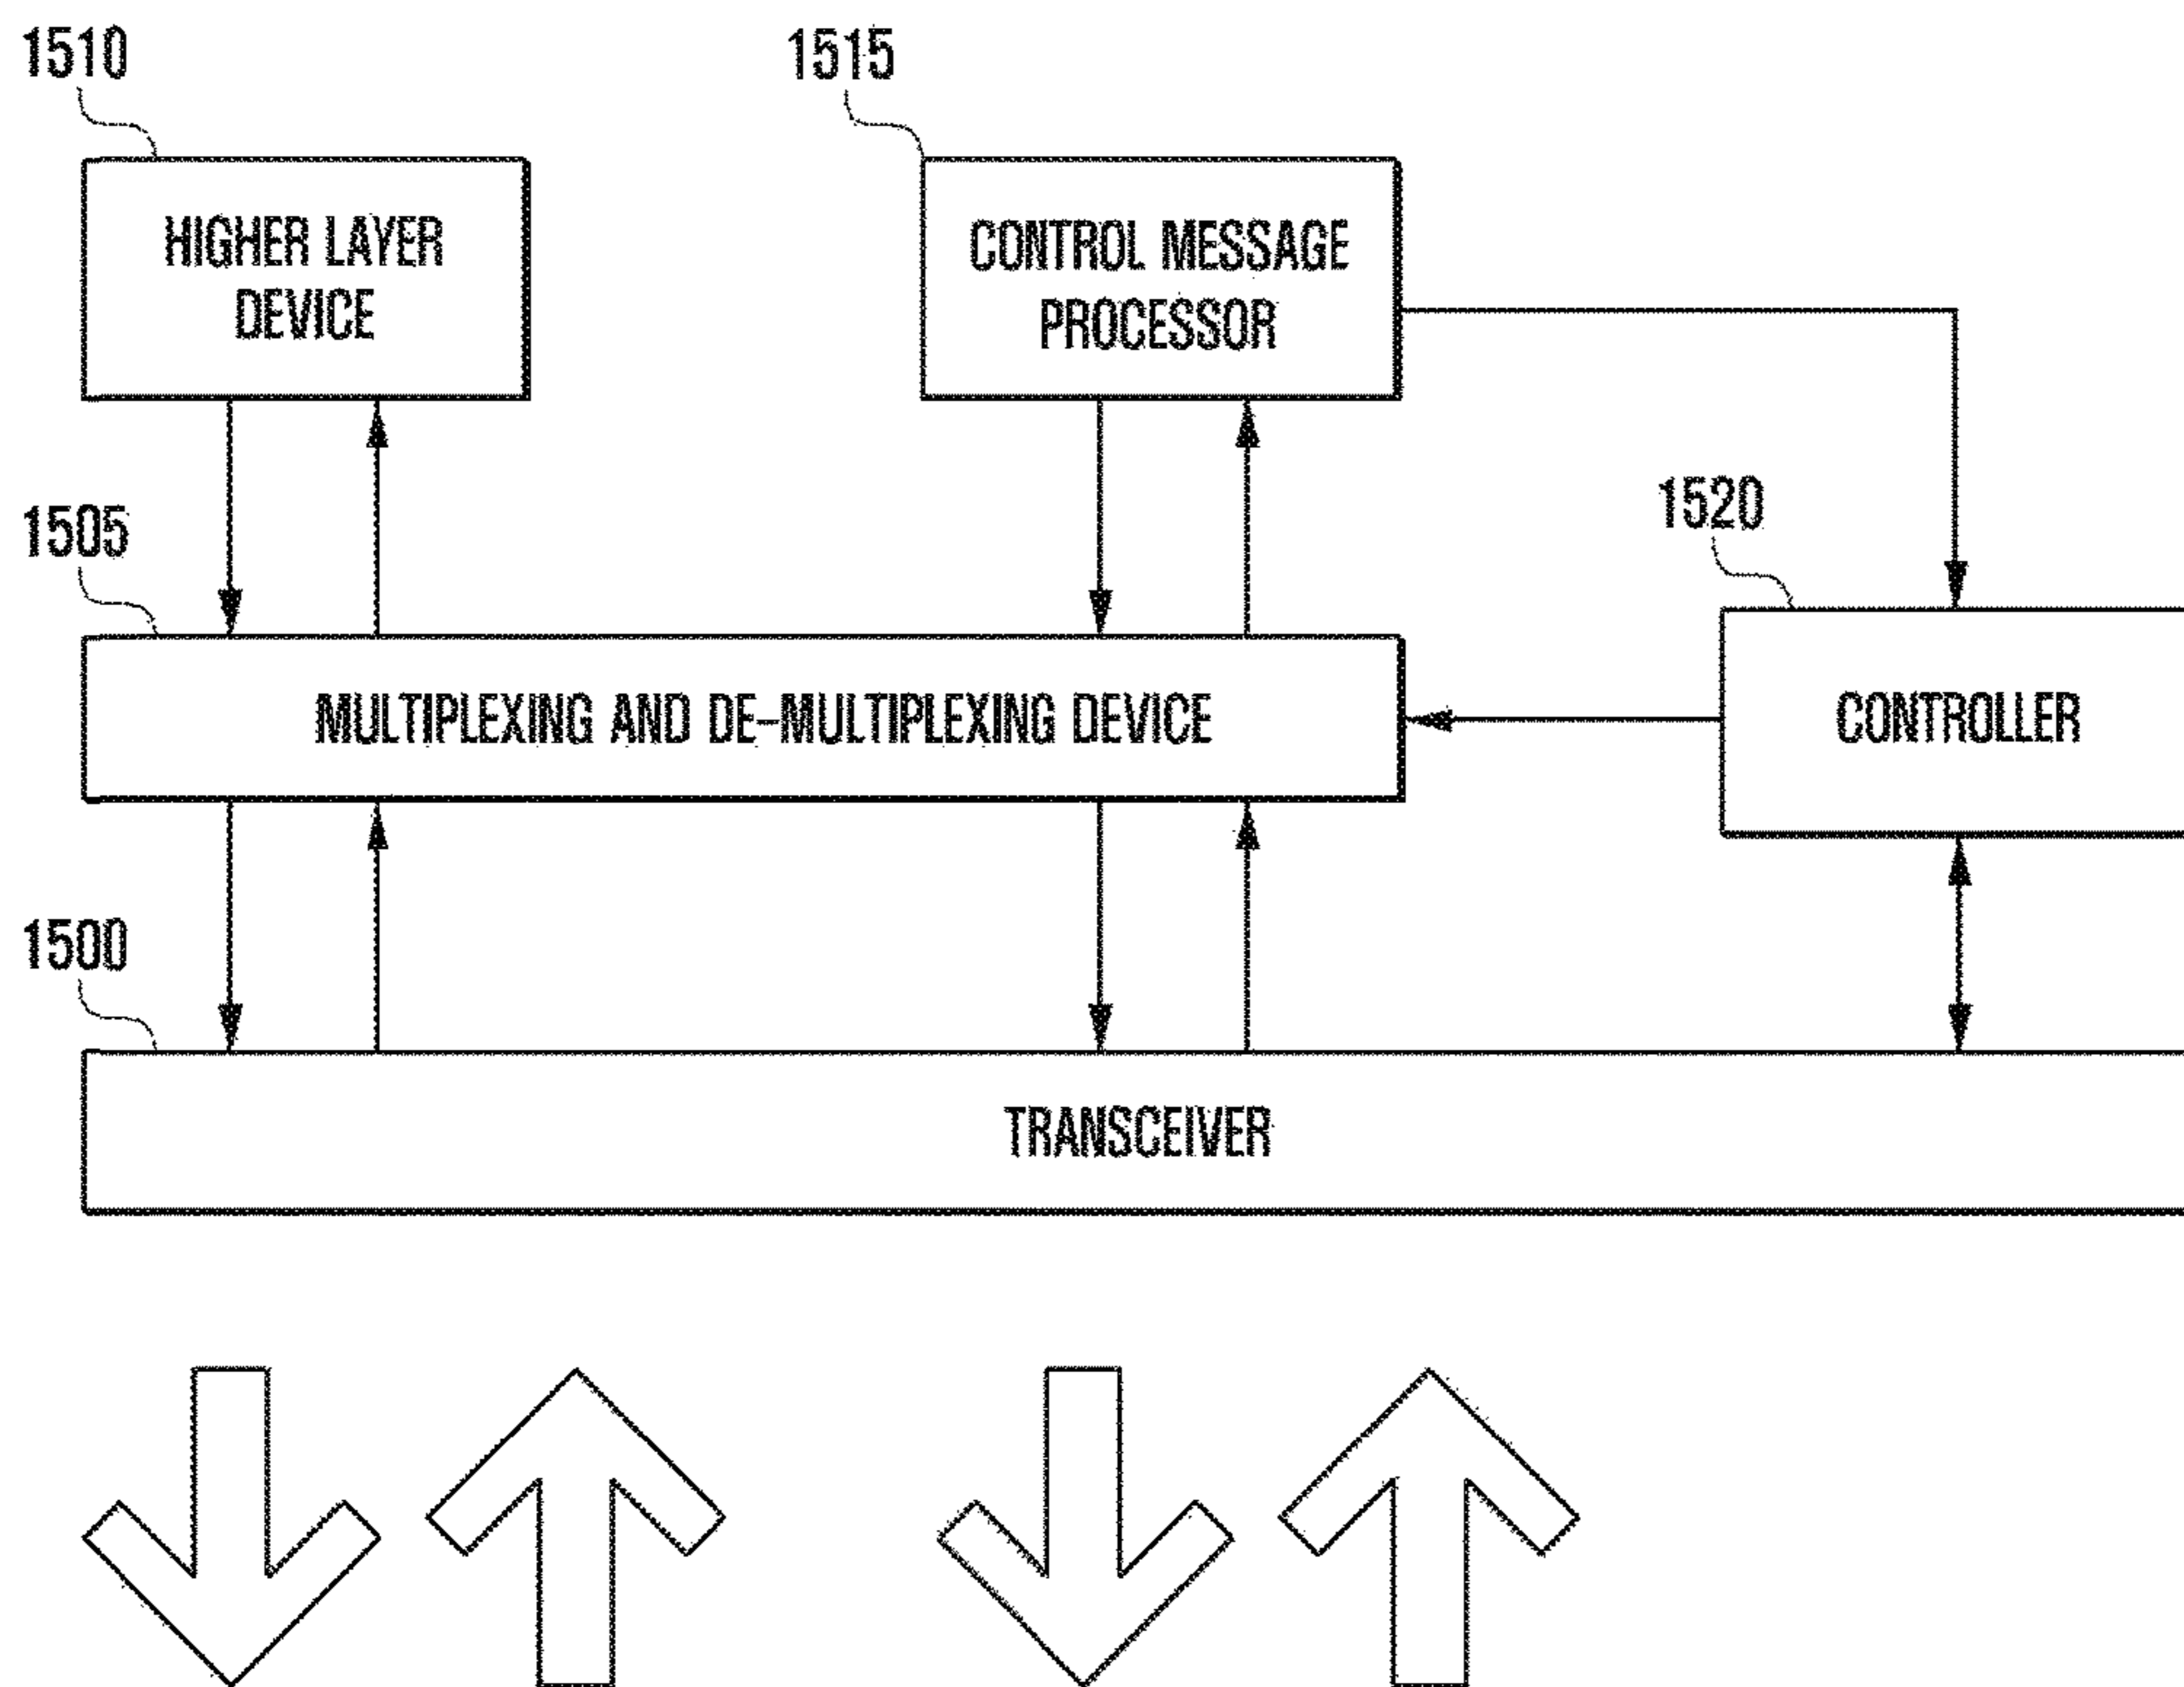 1510
1515
HIGHER LAYER
DEVICE
CONTROL MESSAGE
PROCESSOR
1505
1520
MULTIPLEXING AND DE-MULTIPLEXING DEVICE
CONTROLLER
1500
TRANSCEIVER